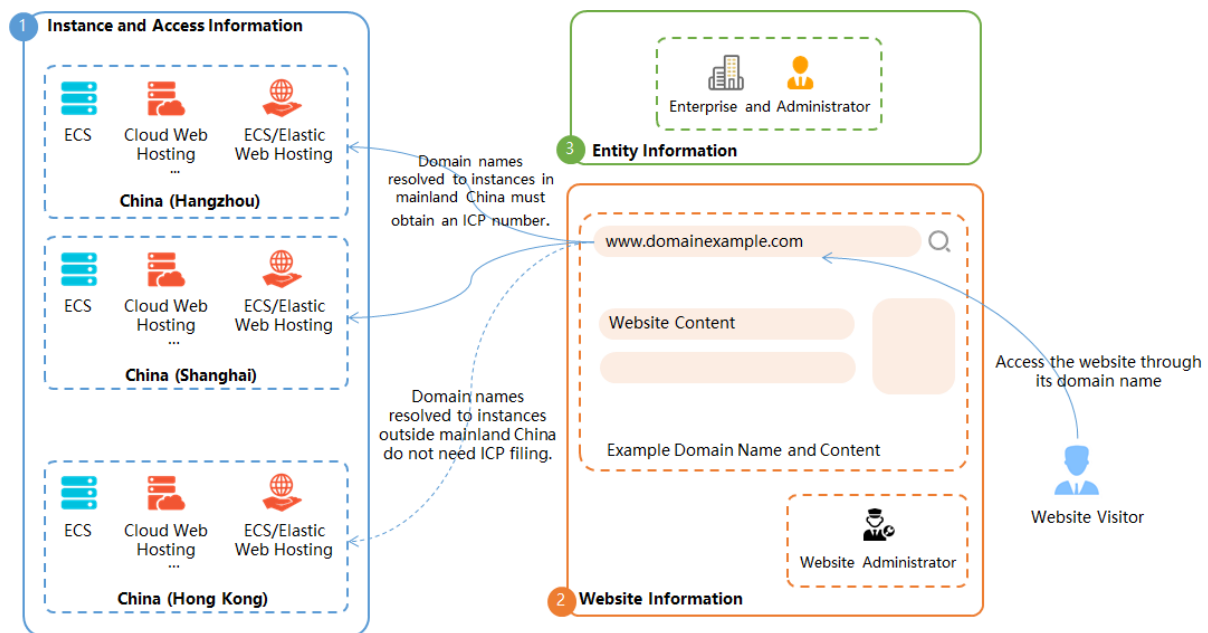 1 Instance and Access Information
ECS
Cloud Web
Hosting
...
ECS/Elastic
Web Hosting
China (Hangzhou)
ECS
Cloud Web
Hosting
...
ECS/Elastic
Web Hosting
China (Shanghai)
ECS
Cloud Web
Hosting
...
ECS/Elastic
Web Hosting
China (Hong Kong)
Domain names
resolved to instances in
mainland China must
obtain an ICP number.
Domain names
resolved to instances
outside mainland China
do not need ICP filing.
Enterprise and Administrator
3 Entity Information
www.domainexample.com
Website Content
Example Domain Name and Content
Website Administrator
2 Website Information
Access the website through
its domain name
Website Visitor